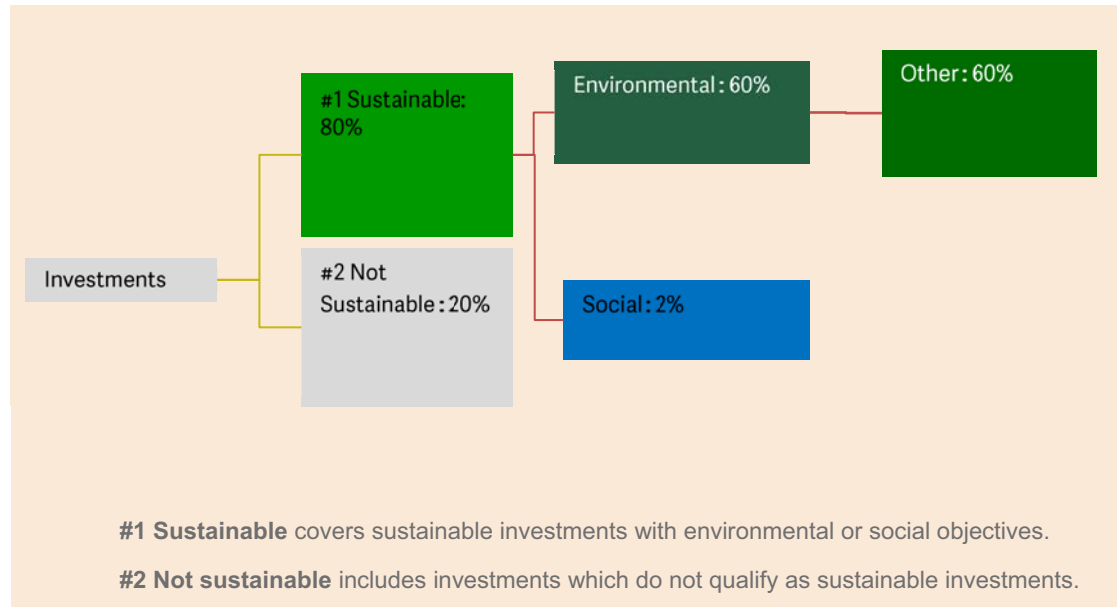 Investments
#1 Sustainable:
80%
#2 Not
Sustainable: 20%
Environmental: 60%
Social: 2%
Other: 60%
#1 Sustainable covers sustainable investments with environmental or social objectives.
#2 Not sustainable includes investments which do not qualify as sustainable investments.